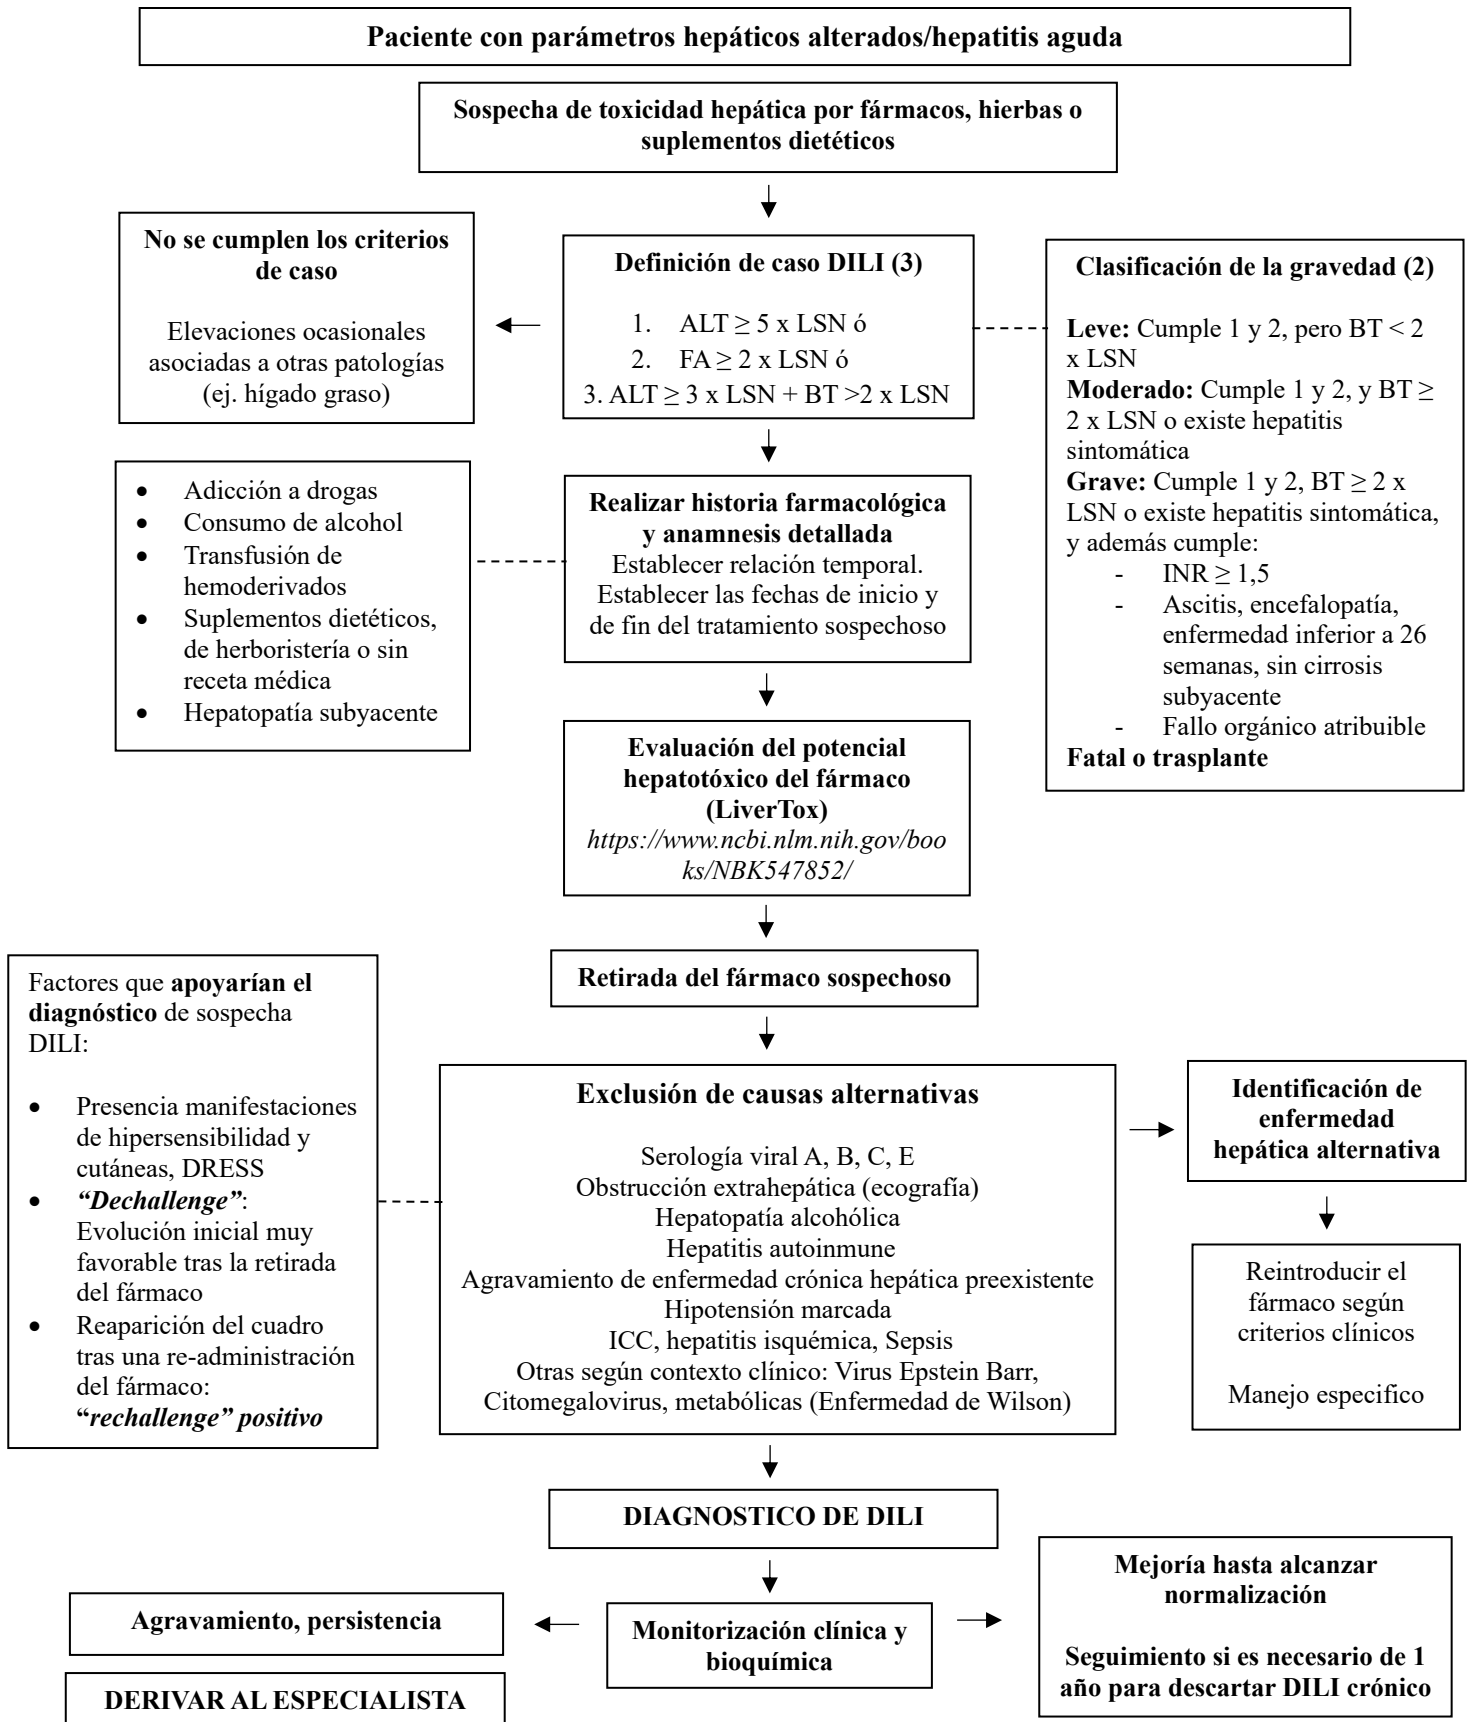 Paciente con parámetros hepáticos alterados/hepatitis aguda
Sospecha de toxicidad hepática por fármacos, hierbas o
suplementos dietéticos
No se cumplen los criterios
de caso
Elevaciones ocasionales
asociadas a otras patologías
(ej. hígado graso)
Definición de caso DILI (3)
1. ALT ≥ 5 x LSN ó
2. FA ≥ 2 x LSN ó
3. ALT ≥ 3 x LSN + BT >2 x LSN
Clasificación de la gravedad (2)
Leve: Cumple 1 y 2, pero BT < 2
x LSN
Moderado: Cumple 1 y 2, y BT ≥
2 x LSN o existe hepatitis
sintomática
Grave: Cumple 1 y 2, BT ≥ 2 x
LSN o existe hepatitis sintomática,
y además cumple:
- INR ≥ 1,5
- Ascitis, encefalopatía,
enfermedad inferior a 26
semanas, sin cirrosis
subyacente
- Fallo orgánico atribuible
Fatal o trasplante
• Adicción a drogas
• Consumo de alcohol
• Transfusión de
hemoderivados
• Suplementos dietéticos,
de herboristería o sin
receta médica
• Hepatopatía subyacente
Realizar historia farmacológica
y anamnesis detallada
Establecer relación temporal.
Establecer las fechas de inicio y
de fin del tratamiento sospechoso
Evaluación del potencial
hepatotóxico del fármaco
(LiverTox)
https://www.ncbi.nlm.nih.gov/boo
ks/NBK547852/
Retirada del fármaco sospechoso
Factores que apoyarían el
diagnóstico de sospecha
DILI:
• Presencia manifestaciones
de hipersensibilidad y
cutáneas, DRESS
• “Dechallenge”:
Evolución inicial muy
favorable tras la retirada
del fármaco
• Reaparición del cuadro
tras una re-administración
del fármaco:
“rechallenge” positivo
Exclusión de causas alternativas
Serología viral A, B, C, E
Obstrucción extrahepática (ecografía)
Hepatopatía alcohólica
Hepatitis autoinmune
Agravamiento de enfermedad crónica hepática preexistente
Hipotensión marcada
ICC, hepatitis isquémica, Sepsis
Otras según contexto clínico: Virus Epstein Barr,
Citomegalovirus, metabólicas (Enfermedad de Wilson)
Identificación de
enfermedad
hepática alternativa
Reintroducir el
fármaco según
criterios clínicos
Manejo especifico
DIAGNOSTICO DE DILI
Agravamiento, persistencia
DERIVAR AL ESPECIALISTA
Monitorización clínica y
bioquímica
Mejoría hasta alcanzar
normalización
Seguimiento si es necesario de 1
año para descartar DILI crónico